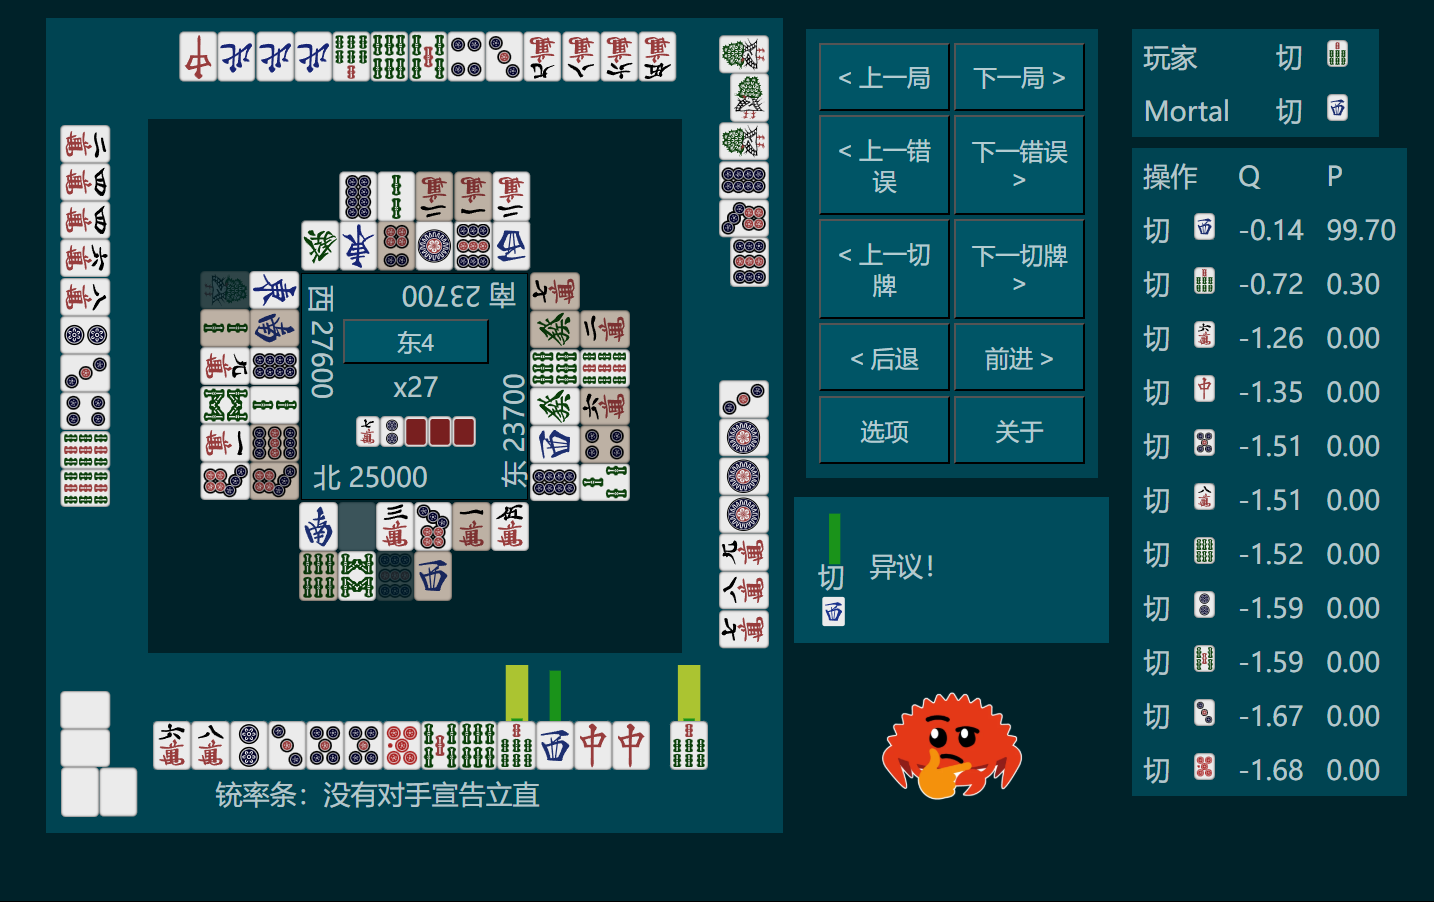 < 上一局
下一局 >
< 上一错误
下一错误 >
< 上一切牌
下一切牌 >
< 后退
前进 >
选项
关于
玩家 切
Mortal 切
操作 Q P
切 -0.14 99.70
切 -0.72 0.30
切 -1.26 0.00
切 -1.35 0.00
切 -1.51 0.00
切 -1.51 0.00
切 -1.52 0.00
切 -1.59 0.00
切 -1.59 0.00
切 -1.67 0.00
切 -1.68 0.00
南 23700
西 27600
东4
x27
东 23700
北 25000
切
异议！
铳率条：没有对手宣告立直